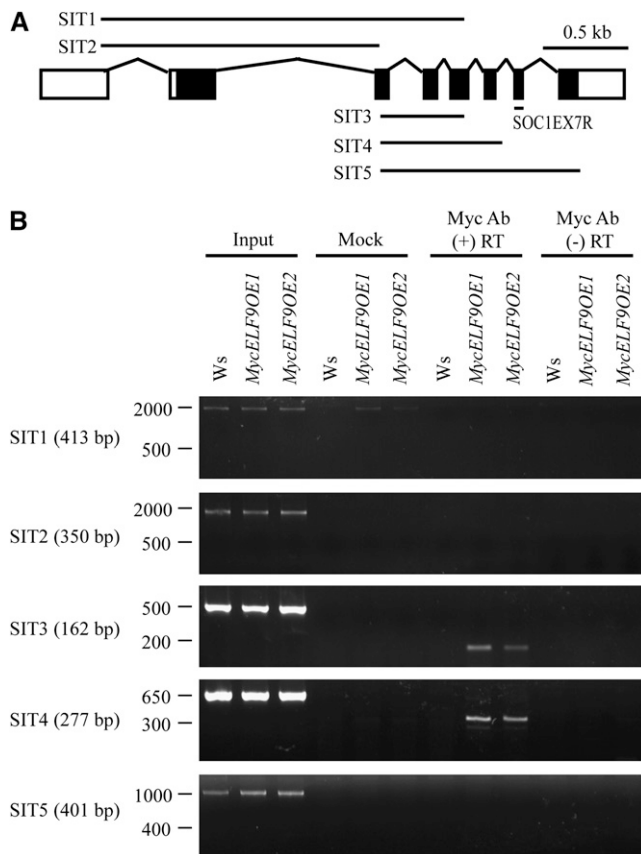 A
SIT1
SIT2
0.5 kb
SIT3
SOC1EX7R
SIT4
SIT5
B
Input
Mock
Myc Ab
(+) RT
Myc Ab
(-) RT
Ws
MycELF9OE1
MycELF9OE2
Ws
MycELF9OE1
MycELF9OE2
Ws
MycELF9OE1
MycELF9OE2
Ws
MycELF9OE1
MycELF9OE2
SIT1 (413 bp)
2000
500
SIT2 (350 bp)
2000
500
SIT3 (162 bp)
500
200
SIT4 (277 bp)
650
300
SIT5 (401 bp)
1000
400